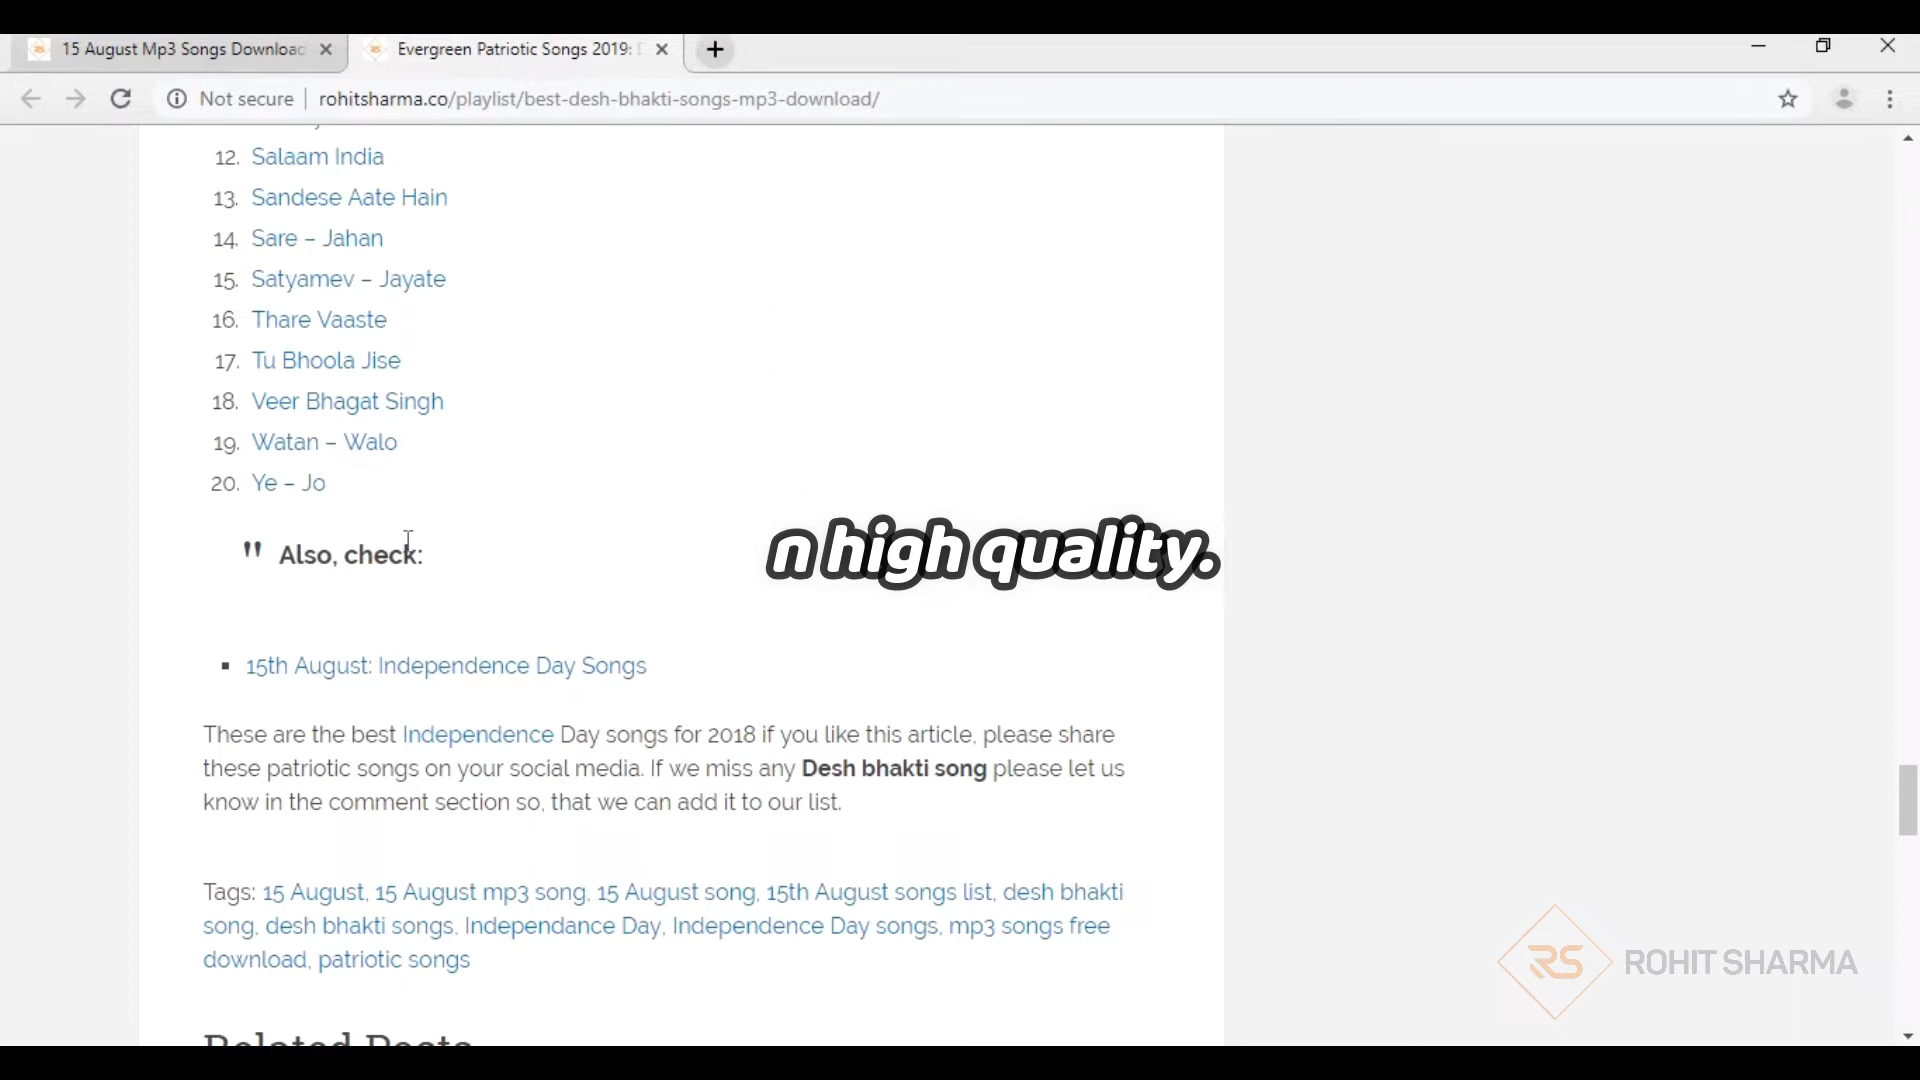 15 August Mp3 Songs Download
Evergreen Patriotic Songs 2019:
Not secure
rohitsharma.co/playlist/best-desh-bhakti-songs-mp3-download/
12. Salaam India
13. Sandese Aate Hain
14. Sare – Jahan
15. Satyamev – Jayate
16. Thare Vaaste
17. Tu Bhoola Jise
18. Veer Bhagat Singh
19. Watan – Walo
20. Ye – Jo
n high quality.
" Also, check:
15th August: Independence Day Songs
These are the best Independence Day songs for 2018 if you like this article, please share
these patriotic songs on your social media. If we miss any Desh bhakti song please let us
know in the comment section so, that we can add it to our list.
Tags: 15 August, 15 August mp3 song, 15 August song, 15th August songs list, desh bhakti
song, desh bhakti songs, Independance Day, Independence Day songs, mp3 songs free
download, patriotic songs
RS ROHIT SHARMA
Related Posts